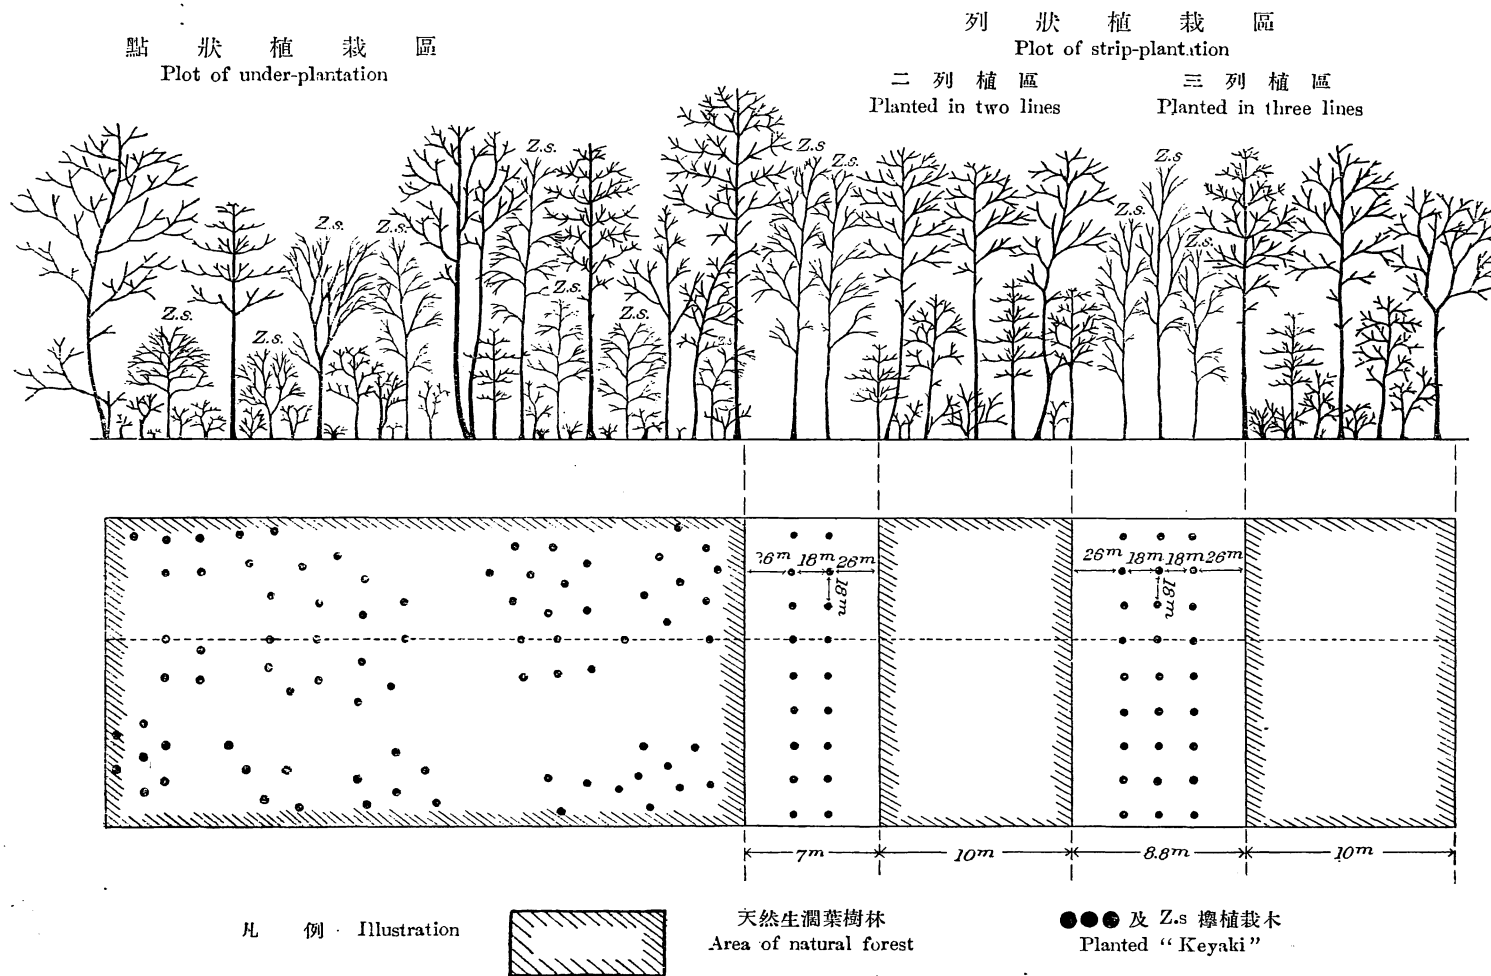 點狀植栽區
Plot of under-plantation
列狀植栽區
Plot of strip-plantation
二列植區
Planted in two lines
三列植區
Planted in three lines
Z.s.
Z.s.
Z.s.
Z.s.
Z.s.
Z.s.
Z.s.
Z.s.
Z.s
Z.s.
Z.s.
Z.s
Z.s.
26m 18m 26m
18m
26m 18m 18m 26m
18m
7m
10m
8.8m
10m
凡例 Illustration
天然生濶葉樹林
Area of natural forest
●●● 及 Z.s 欅植栽木
Planted "Keyaki"